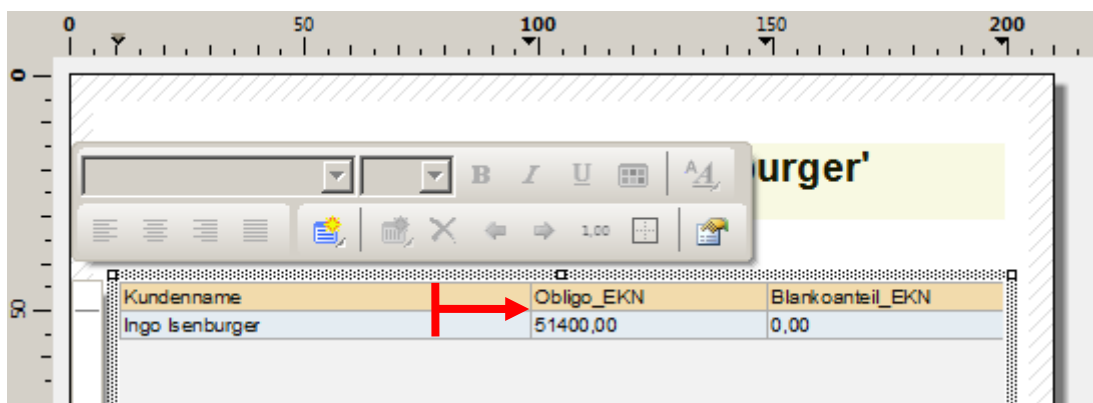 0 50 100 150 200
0
urger'
B I U AA
1,00
Kundenname Obligo_EKN Blankoanteil_EKN
50
Ingo Isenburger 51400,00 0,00